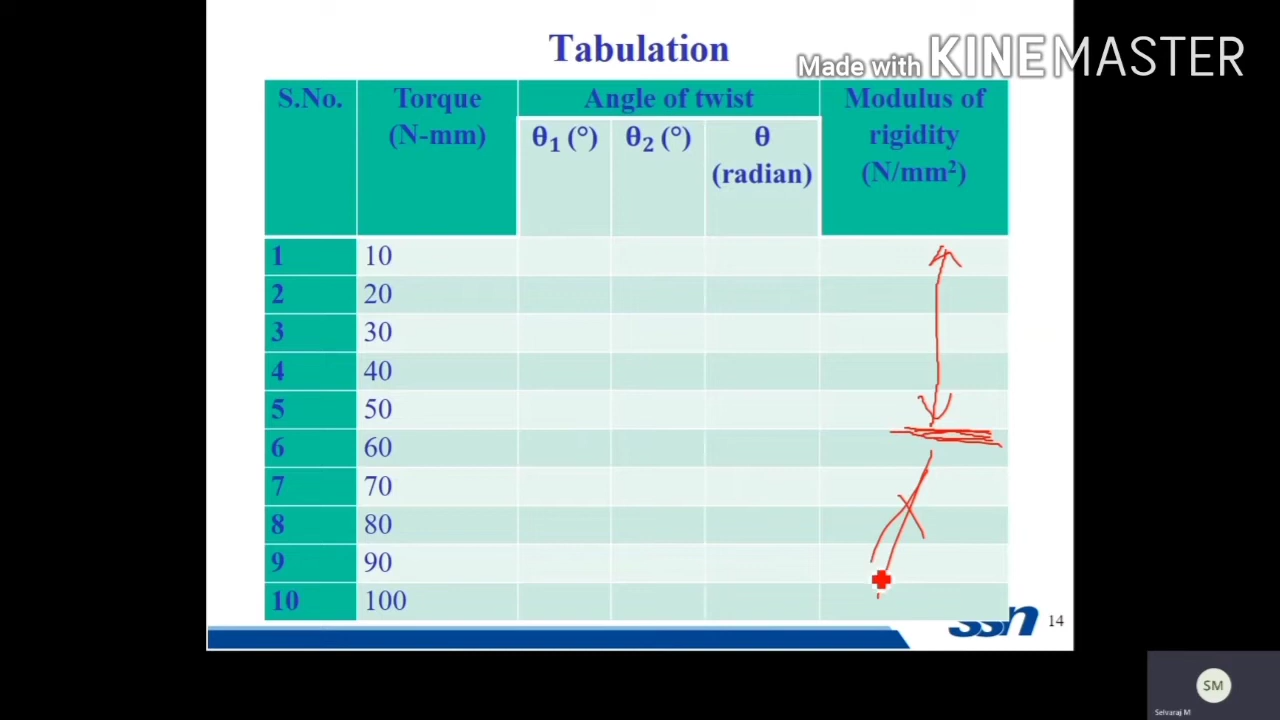 Tabulation
Made with KINEMASTER
S.No. Torque (N-mm) Angle of twist Modulus of rigidity (N/mm²)
θ₁ (°) θ₂ (°) θ (radian)
1 10
2 20
3 30
4 40
5 50
6 60
7 70
8 80
9 90
10 100
ssn 14
SM
Selvaraj M